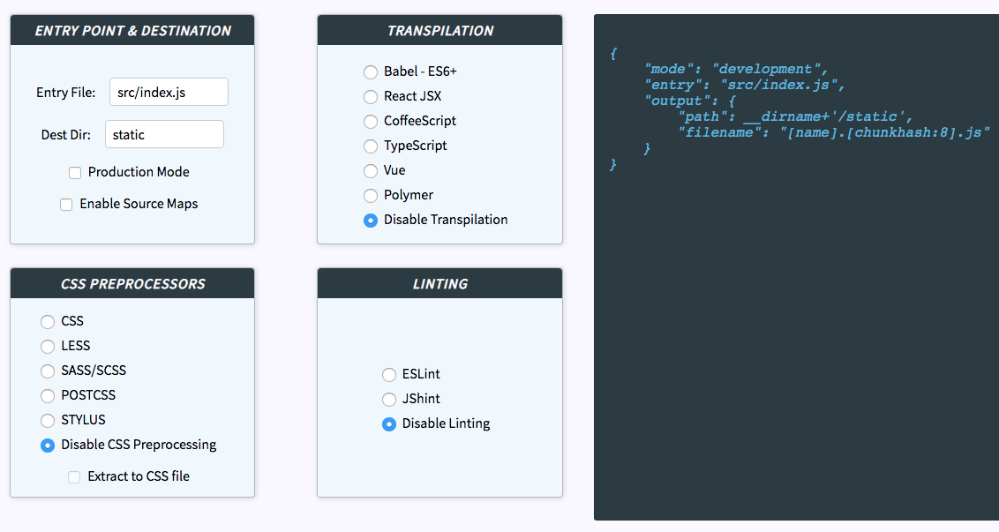 ENTRY POINT & DESTINATION
Entry File: src/index.js
Dest Dir: static
Production Mode
Enable Source Maps
TRANSPILATION
Babel - ES6+
React JSX
CoffeeScript
TypeScript
Vue
Polymer
Disable Transpilation
CSS PREPROCESSORS
CSS
LESS
SASS/SCSS
POSTCSS
STYLUS
Disable CSS Preprocessing
Extract to CSS file
LINTING
ESLint
JShint
Disable Linting
{
"mode": "development",
"entry": "src/index.js",
"output": {
"path": __dirname+'/static',
"filename": "[name].[chunkhash:8].js"
}
}